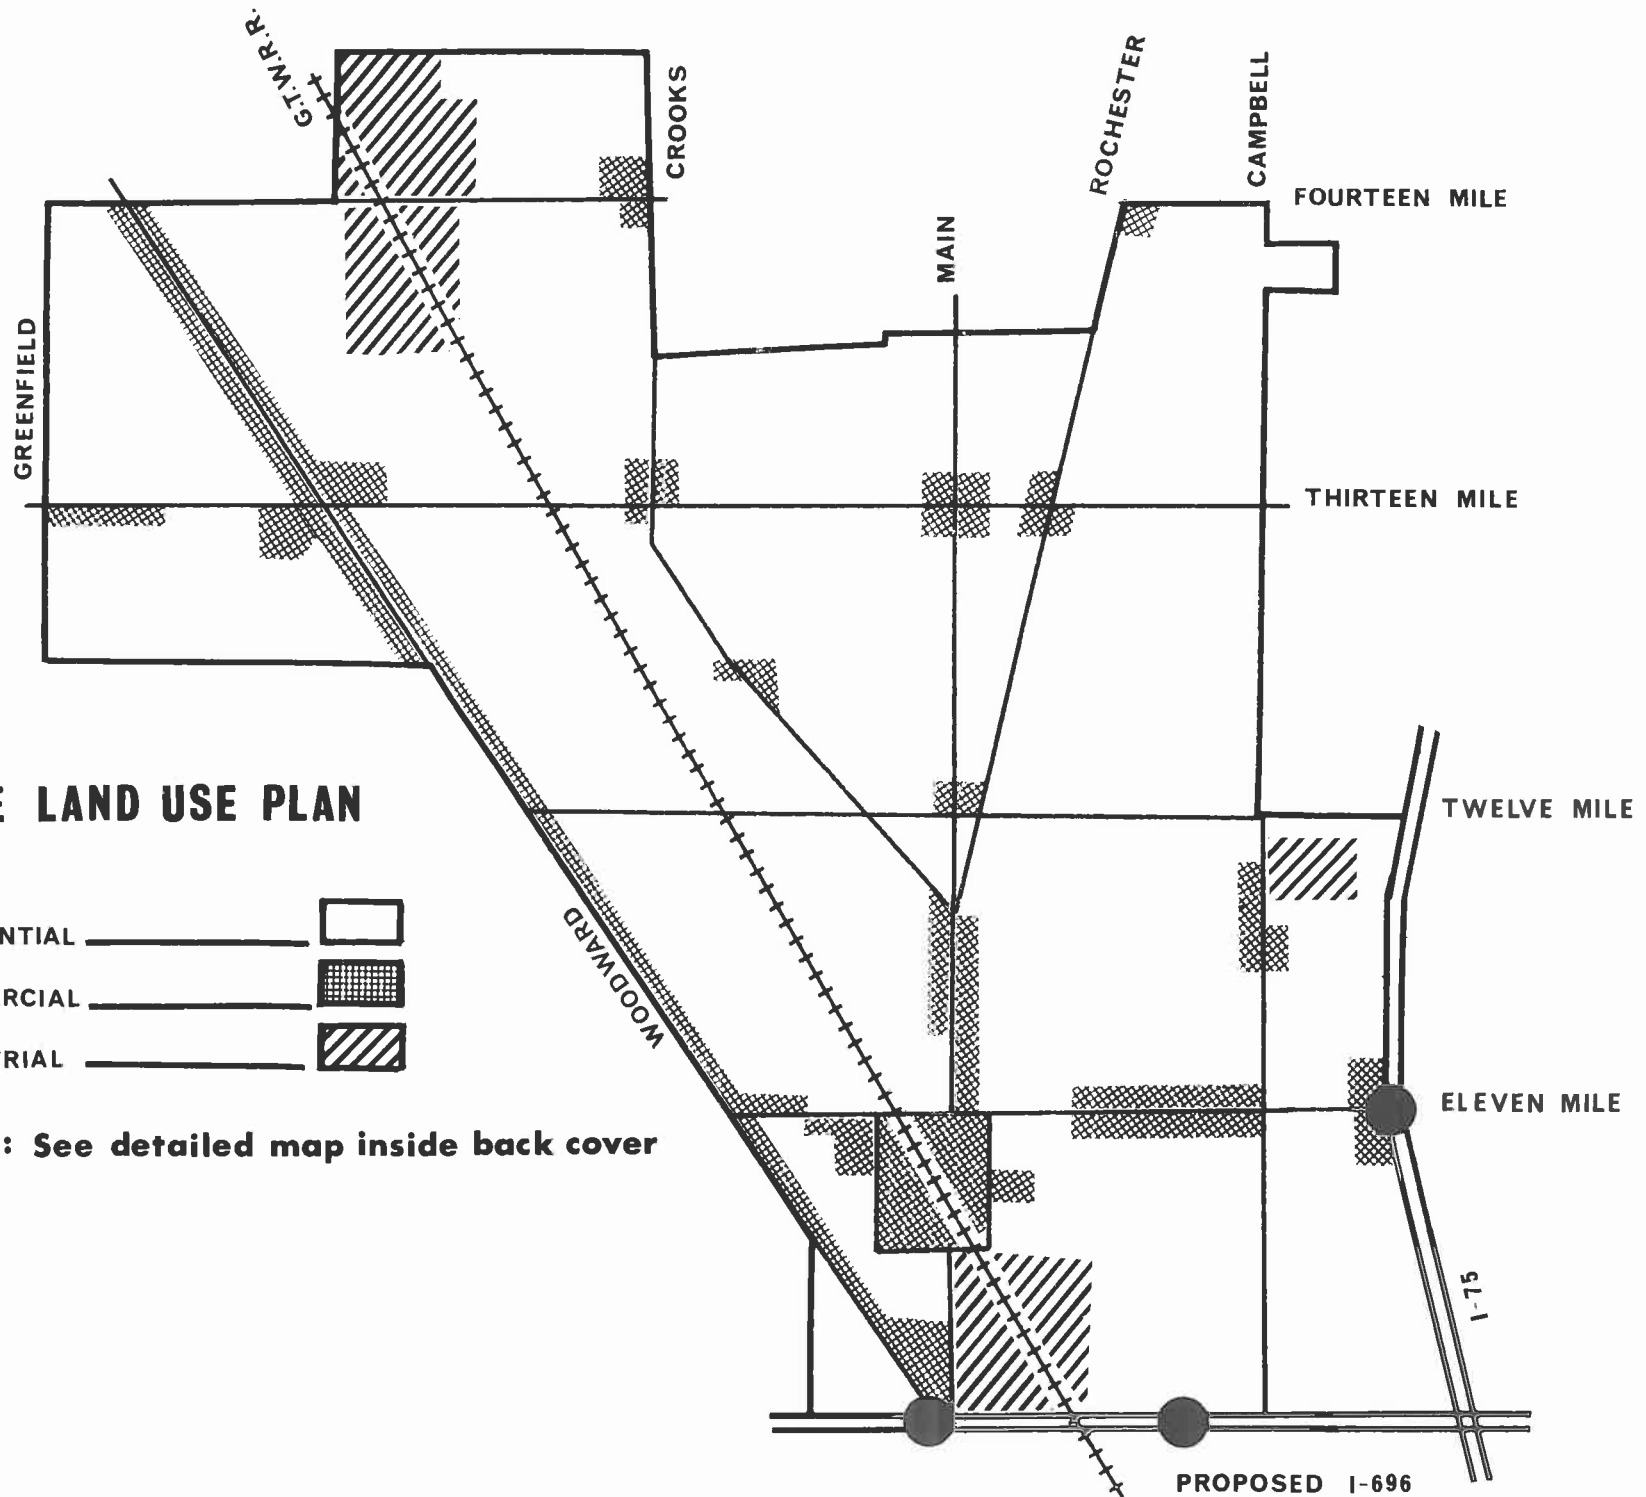 G.T.W.R.R.
CROOKS
ROCHESTER
CAMPBELL
FOURTEEN MILE
MAIN
GREENFIELD
THIRTEEN MILE
E LAND USE PLAN
TWELVE MILE
NTIAL
RCIAL
TRIAL
WOODWARD
ELEVEN MILE
: See detailed map inside back cover
I-75
PROPOSED I-696